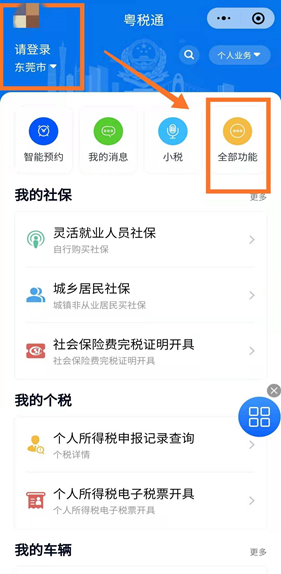 粤税通
请登录
东莞市
个人业务
智能预约
我的消息
小税
全部功能
我的社保
更多
灵活就业人员社保
自行购买社保
城乡居民社保
城镇非从业居民买社保
社会保险费完税证明开具
社会保险费完税证明开具
我的个税
个人所得税申报记录查询
个税详情
个人所得税电子税票开具
个人所得税电子税票开具
我的车辆
更多